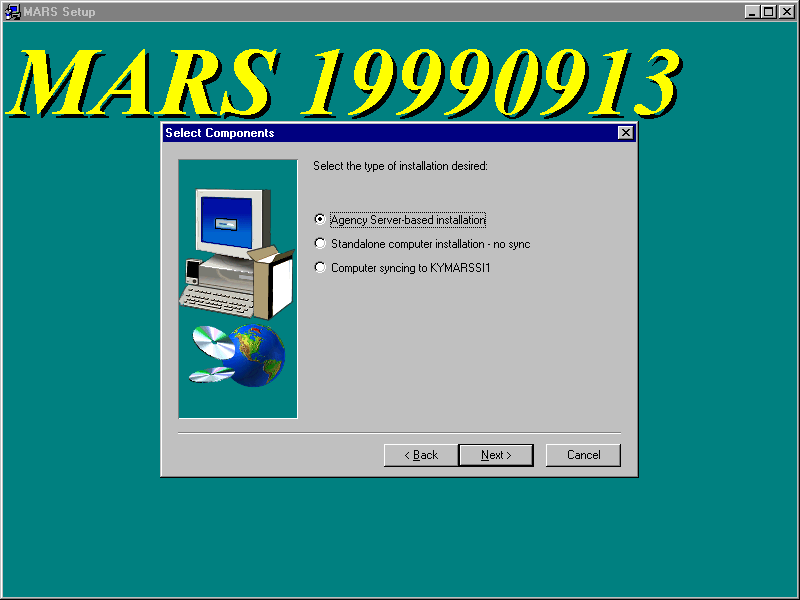 MARS Setup
MARS 19990913
Select Components
Select the type of installation desired:
Agency Server-based installation
Standalone computer installation - no sync
Computer syncing to KYMARSSI1
< Back
Next >
Cancel